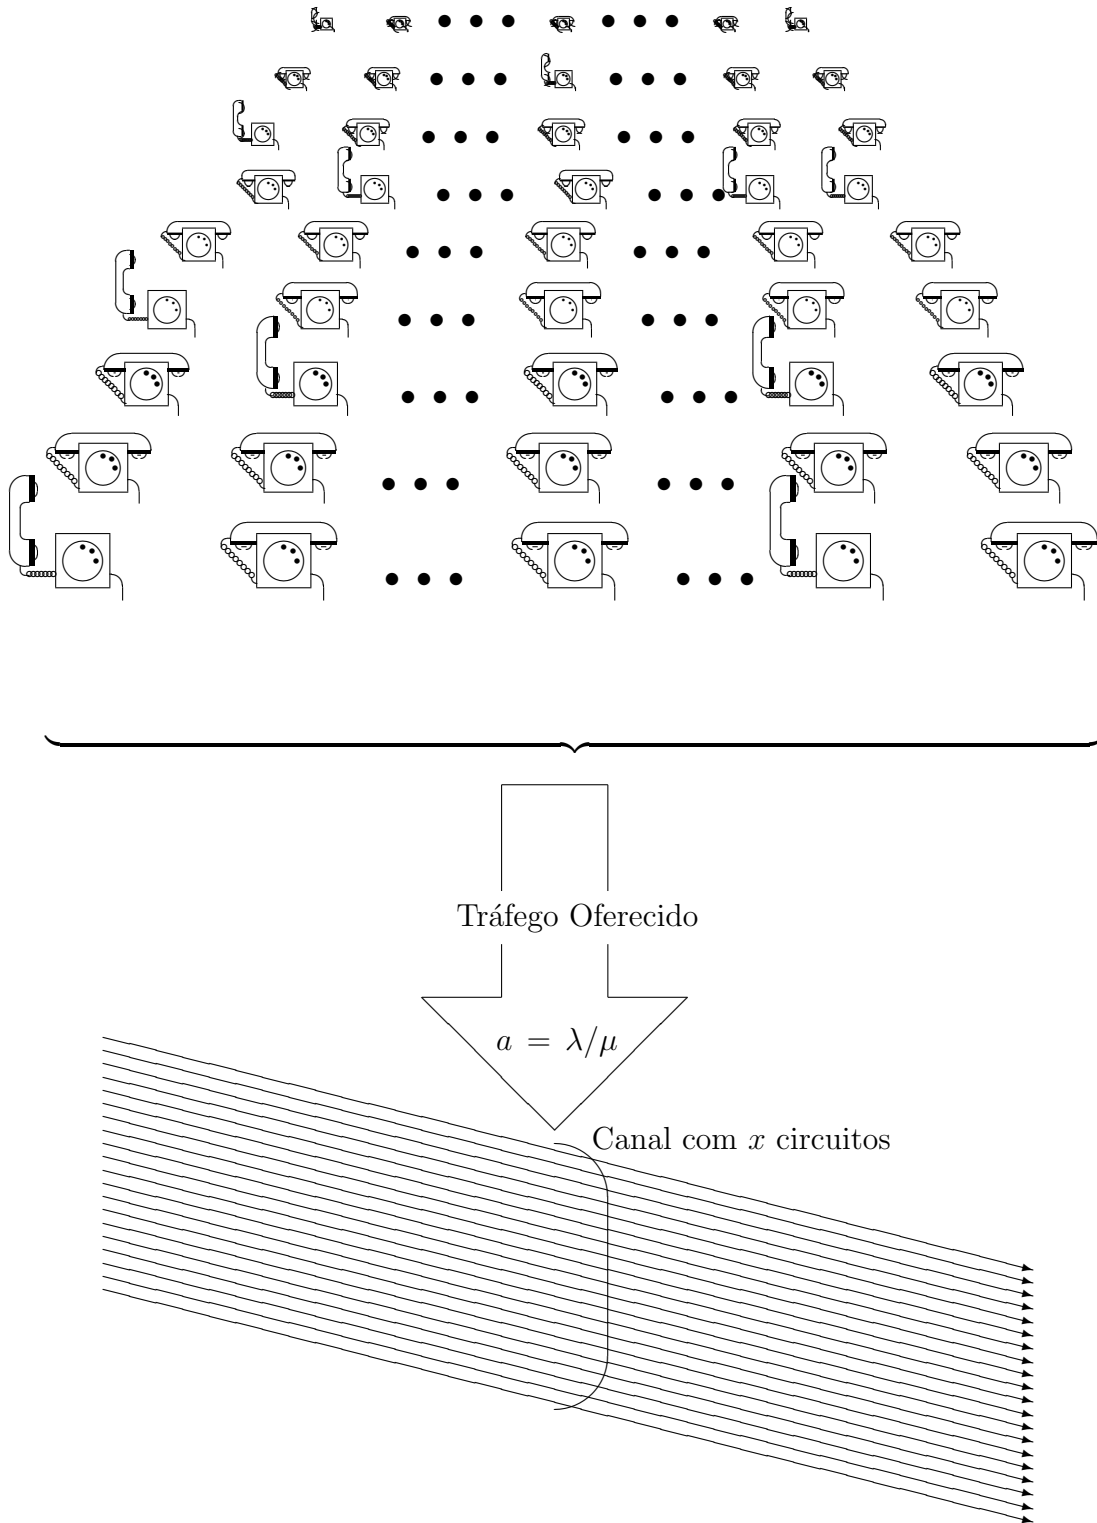 Tráfego Oferecido
a = λ/μ
Canal com x circuitos